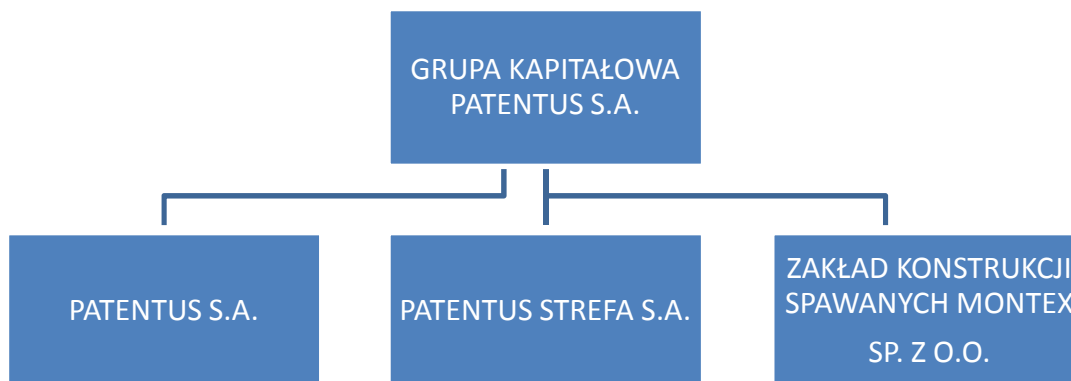 GRUPA KAPITAŁOWA
PATENTUS S.A.
PATENTUS S.A.
PATENTUS STREFA S.A.
ZAKŁAD KONSTRUKCJI
SPAWANYCH MONTEX
SP. Z O.O.